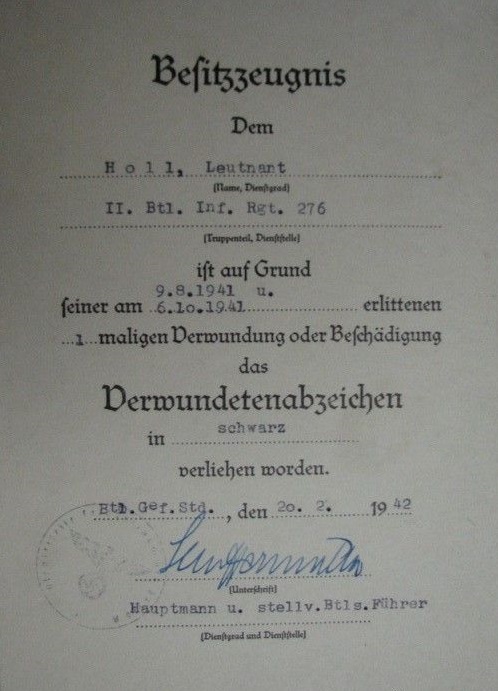 Besitzzeugnis
Dem
Holl, Leutnant
(Name, Dienstgrad)
II. Btl. Inf. Rgt. 276
(Truppenteil, Dienststelle)
ist auf Grund
9.8.1941 u.
seiner am 6.10.1941 erlittenen
1 maligen Verwundung oder Beschädigung
das
Verwundetenabzeichen
in schwarz
verliehen worden.
Btl.Gef.Std., den 20. 2. 1942
(Unterschrift)
Hauptmann u. stellv.Btls.Führer
(Dienstgrad und Dienststelle)